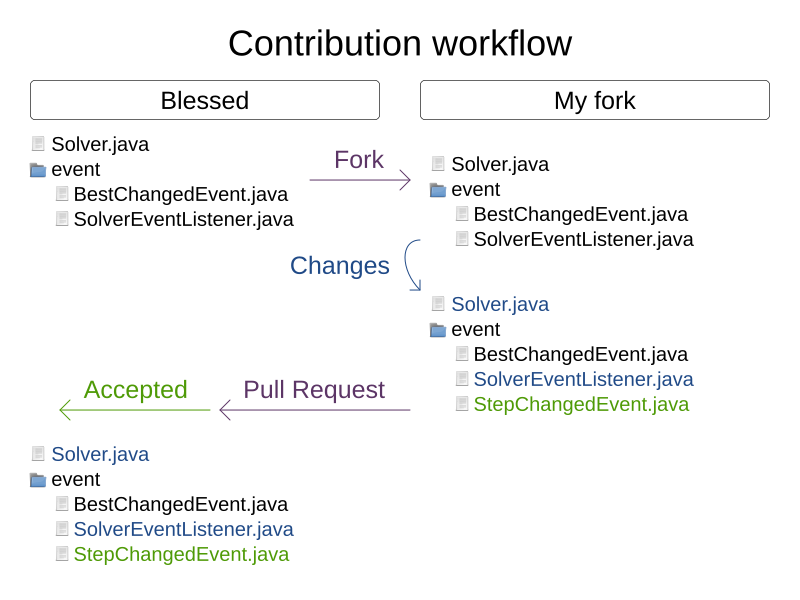 Contribution workflow
Blessed
My fork
Solver.java
event
BestChangedEvent.java
SolverEventListener.java
Fork
Solver.java
event
BestChangedEvent.java
SolverEventListener.java
Changes
Solver.java
event
BestChangedEvent.java
SolverEventListener.java
StepChangedEvent.java
Pull Request
Accepted
Solver.java
event
BestChangedEvent.java
SolverEventListener.java
StepChangedEvent.java